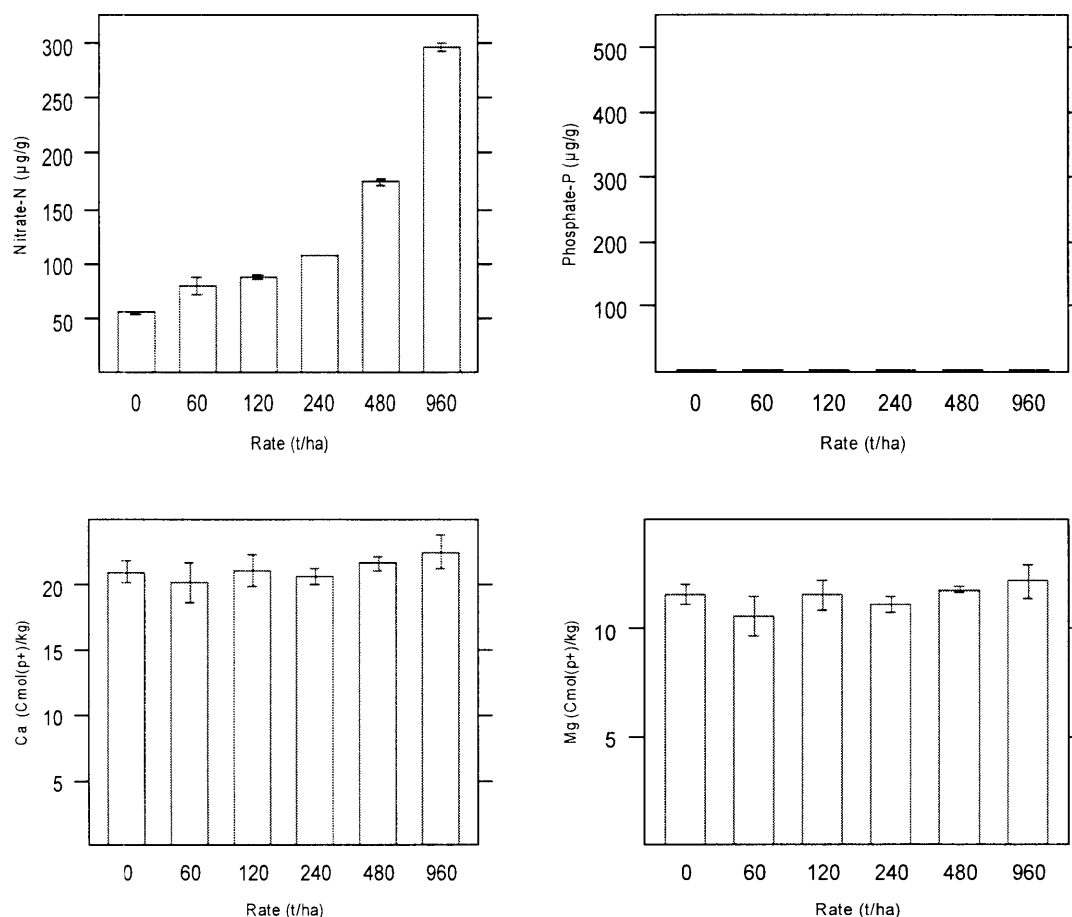 Nitrate-N (µg/g)
300
250
200
150
100
50
0 60 120 240 480 960
Rate (t/ha)
Phosphate-P (µg/g)
500
400
300
200
100
0 60 120 240 480 960
Rate (t/ha)
Ca (Cmol(p+)/kg)
20
15
10
5
0 60 120 240 480 960
Rate (t/ha)
Mg (Cmol(p+)/kg)
10
5
0 60 120 240 480 960
Rate (t/ha)